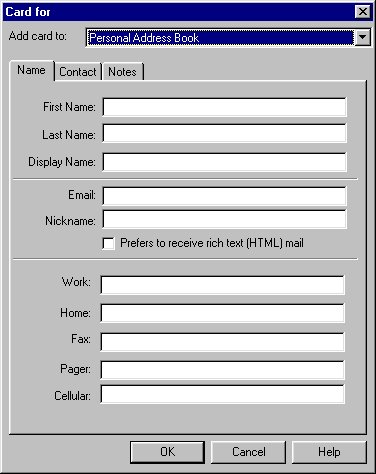 Card for
Add card to: Personal Address Book
Name Contact Notes
First Name:
Last Name:
Display Name:
Email:
Nickname:
Prefers to receive rich text (HTML) mail
Work:
Home:
Fax:
Pager:
Cellular:
OK Cancel Help